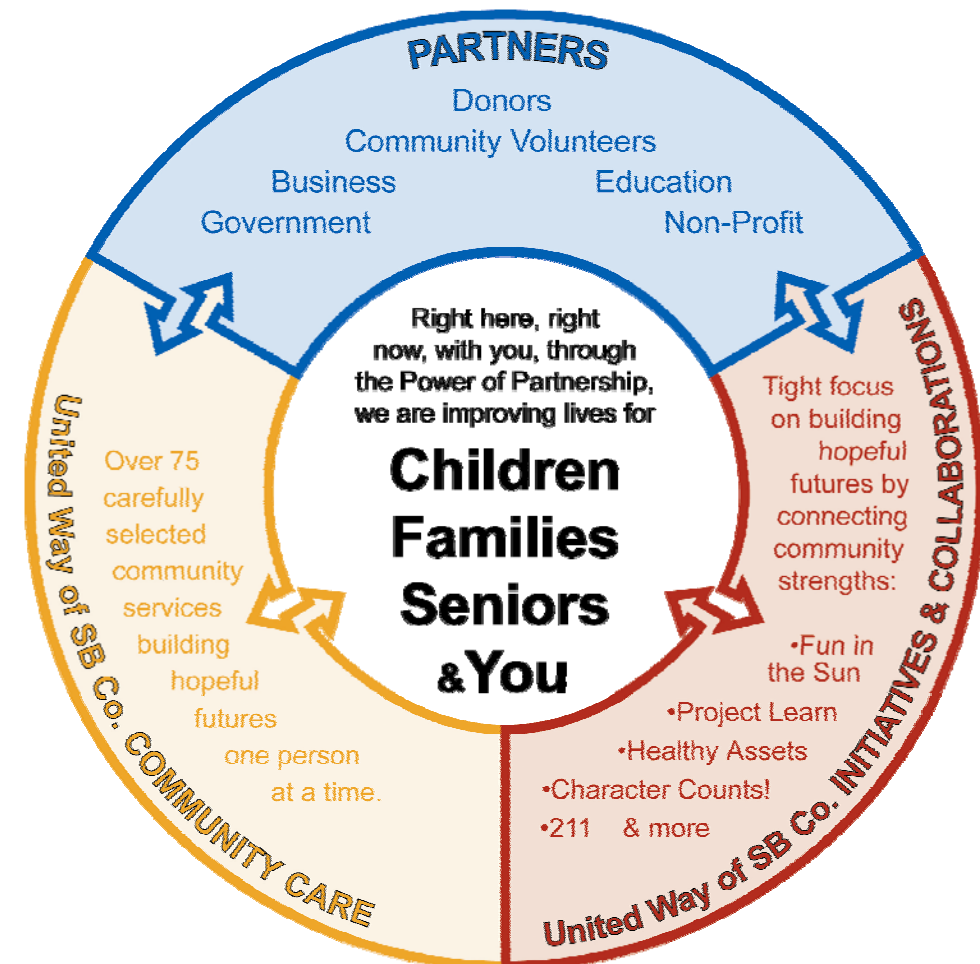 PARTNERS
Donors
Community Volunteers
Business Education
Government Non-Profit
Right here, right
now, with you, through
the Power of Partnership,
we are improving lives for
Children
Families
Seniors
&You
United Way of SB Co. COMMUNITY CARE
Over 75
carefully
selected
community
services
building
hopeful
futures
one person
at a time.
United Way of SB Co. INITIATIVES & COLLABORATIONS
Tight focus
on building
hopeful
futures by
connecting
community
strengths:
•Fun in
the Sun
•Project Learn
•Healthy Assets
•Character Counts!
•211 & more